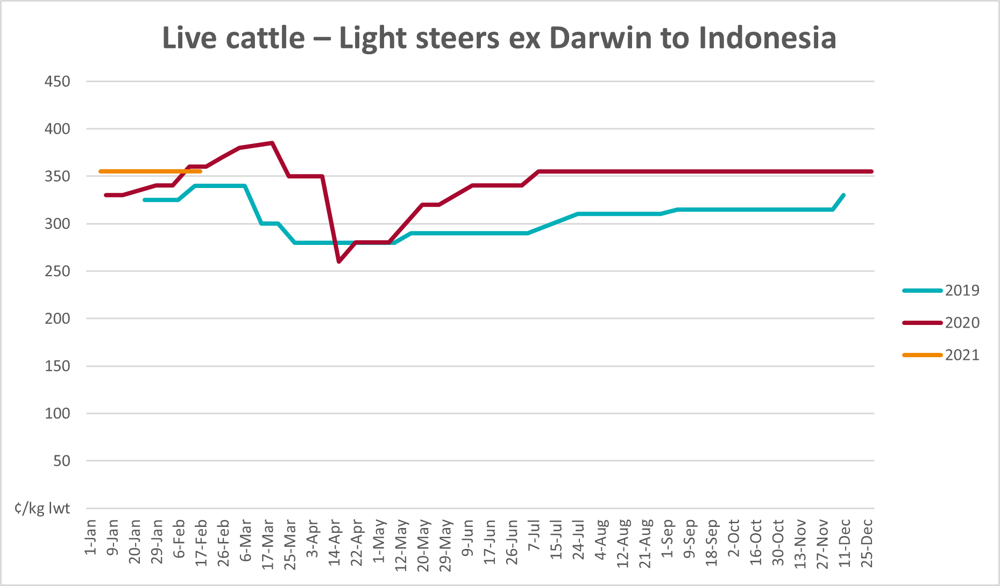 Live cattle – Light steers ex Darwin to Indonesia
450
400
350
300
250
200
150
100
50
¢/kg lwt
1-Jan
9-Jan
20-Jan
29-Jan
6-Feb
17-Feb
26-Feb
6-Mar
17-Mar
25-Mar
3-Apr
14-Apr
22-Apr
1-May
12-May
20-May
29-May
9-Jun
17-Jun
26-Jun
7-Jul
15-Jul
24-Jul
4-Aug
12-Aug
21-Aug
1-Sep
9-Sep
18-Sep
2-Oct
16-Oct
30-Oct
13-Nov
27-Nov
11-Dec
25-Dec
2019
2020
2021